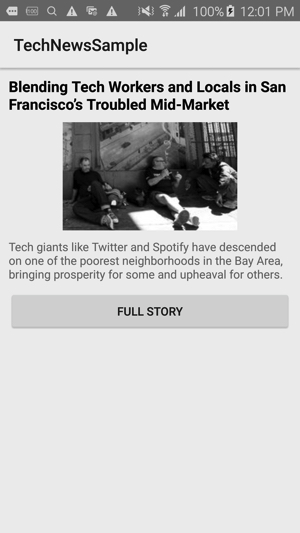 100% 12:01 PM
TechNewsSample
Blending Tech Workers and Locals in San
Francisco's Troubled Mid-Market
Tech giants like Twitter and Spotify have descended
on one of the poorest neighborhoods in the Bay Area,
bringing prosperity for some and upheaval for others.
FULL STORY